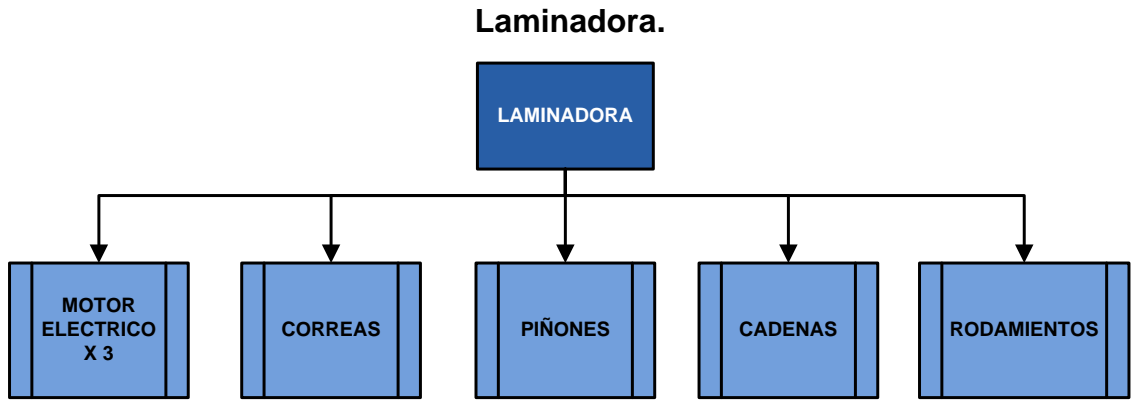 Laminadora.
LAMINADORA
MOTOR
ELECTRICO
X 3
CORREAS
PIÑONES
CADENAS
RODAMIENTOS